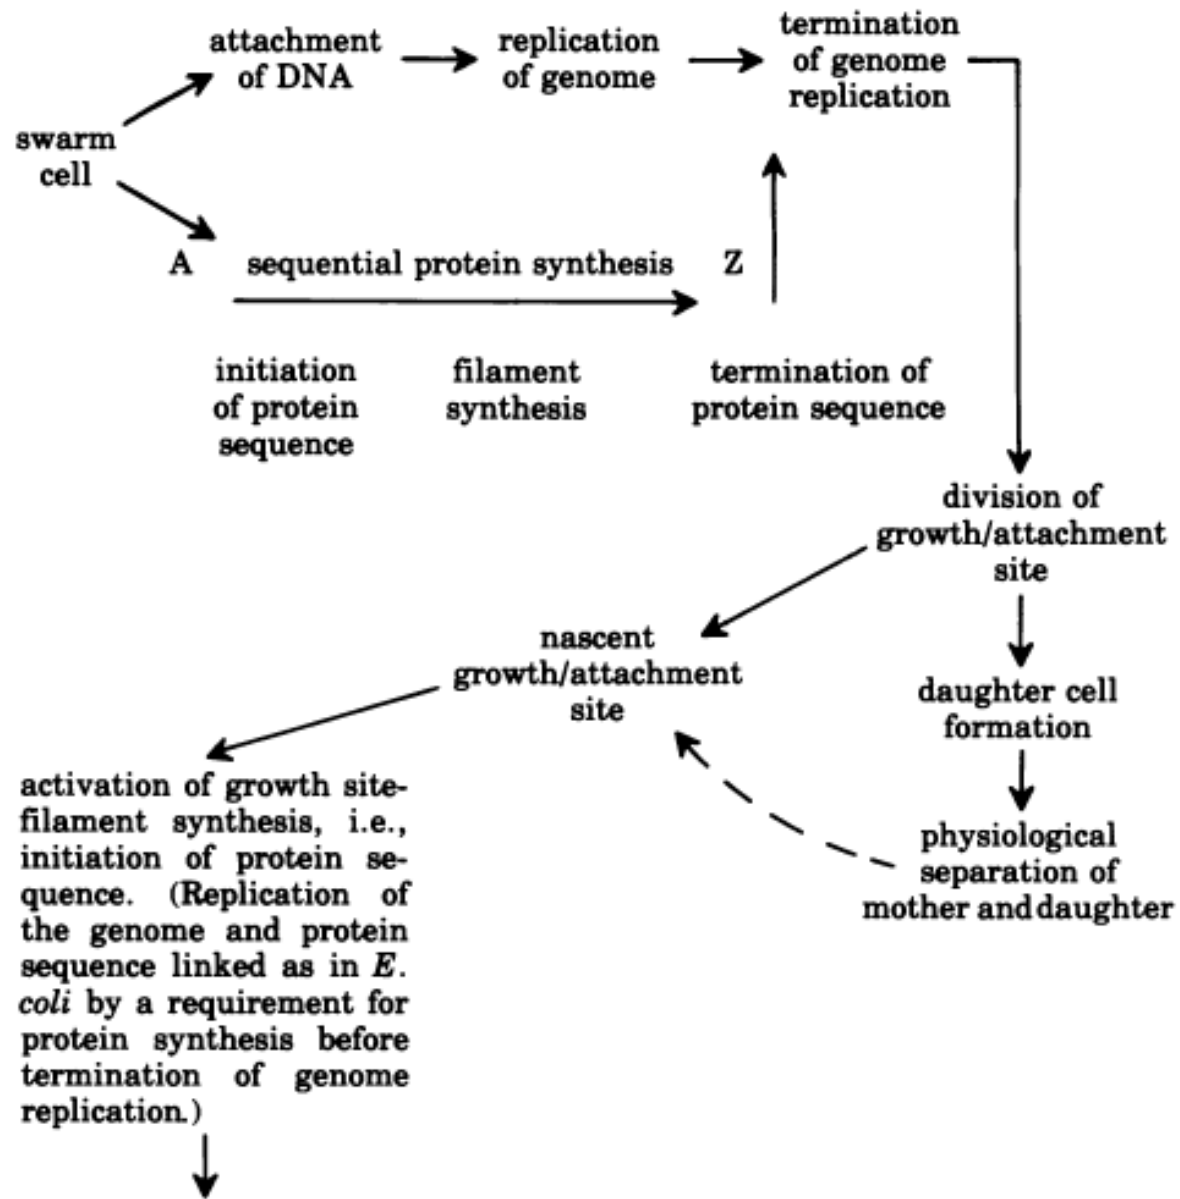 attachment
of DNA
replication
of genome
termination
of genome
replication
swarm
cell
A
sequential protein synthesis
Z
initiation
of protein
sequence
filament
synthesis
termination of
protein sequence
division of
growth/attachment
site
nascent
growth/attachment
site
daughter cell
formation
physiological
separation of
mother and daughter
activation of growth site-
filament synthesis, i.e.,
initiation of protein se-
quence. (Replication of
the genome and protein
sequence linked as in E.
coli by a requirement for
protein synthesis before
termination of genome
replication.)